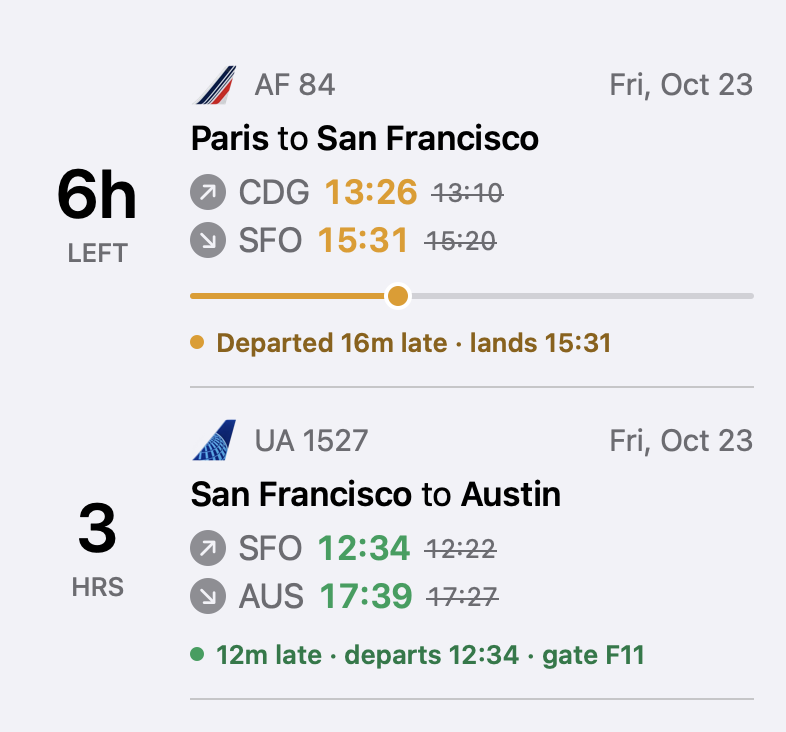 AF 84 Fri, Oct 23
Paris to San Francisco
6h
LEFT
CDG 13:26 13:10
SFO 15:31 15:20
Departed 16m late · lands 15:31
UA 1527 Fri, Oct 23
San Francisco to Austin
3
HRS
SFO 12:34 12:22
AUS 17:39 17:27
12m late · departs 12:34 · gate F11